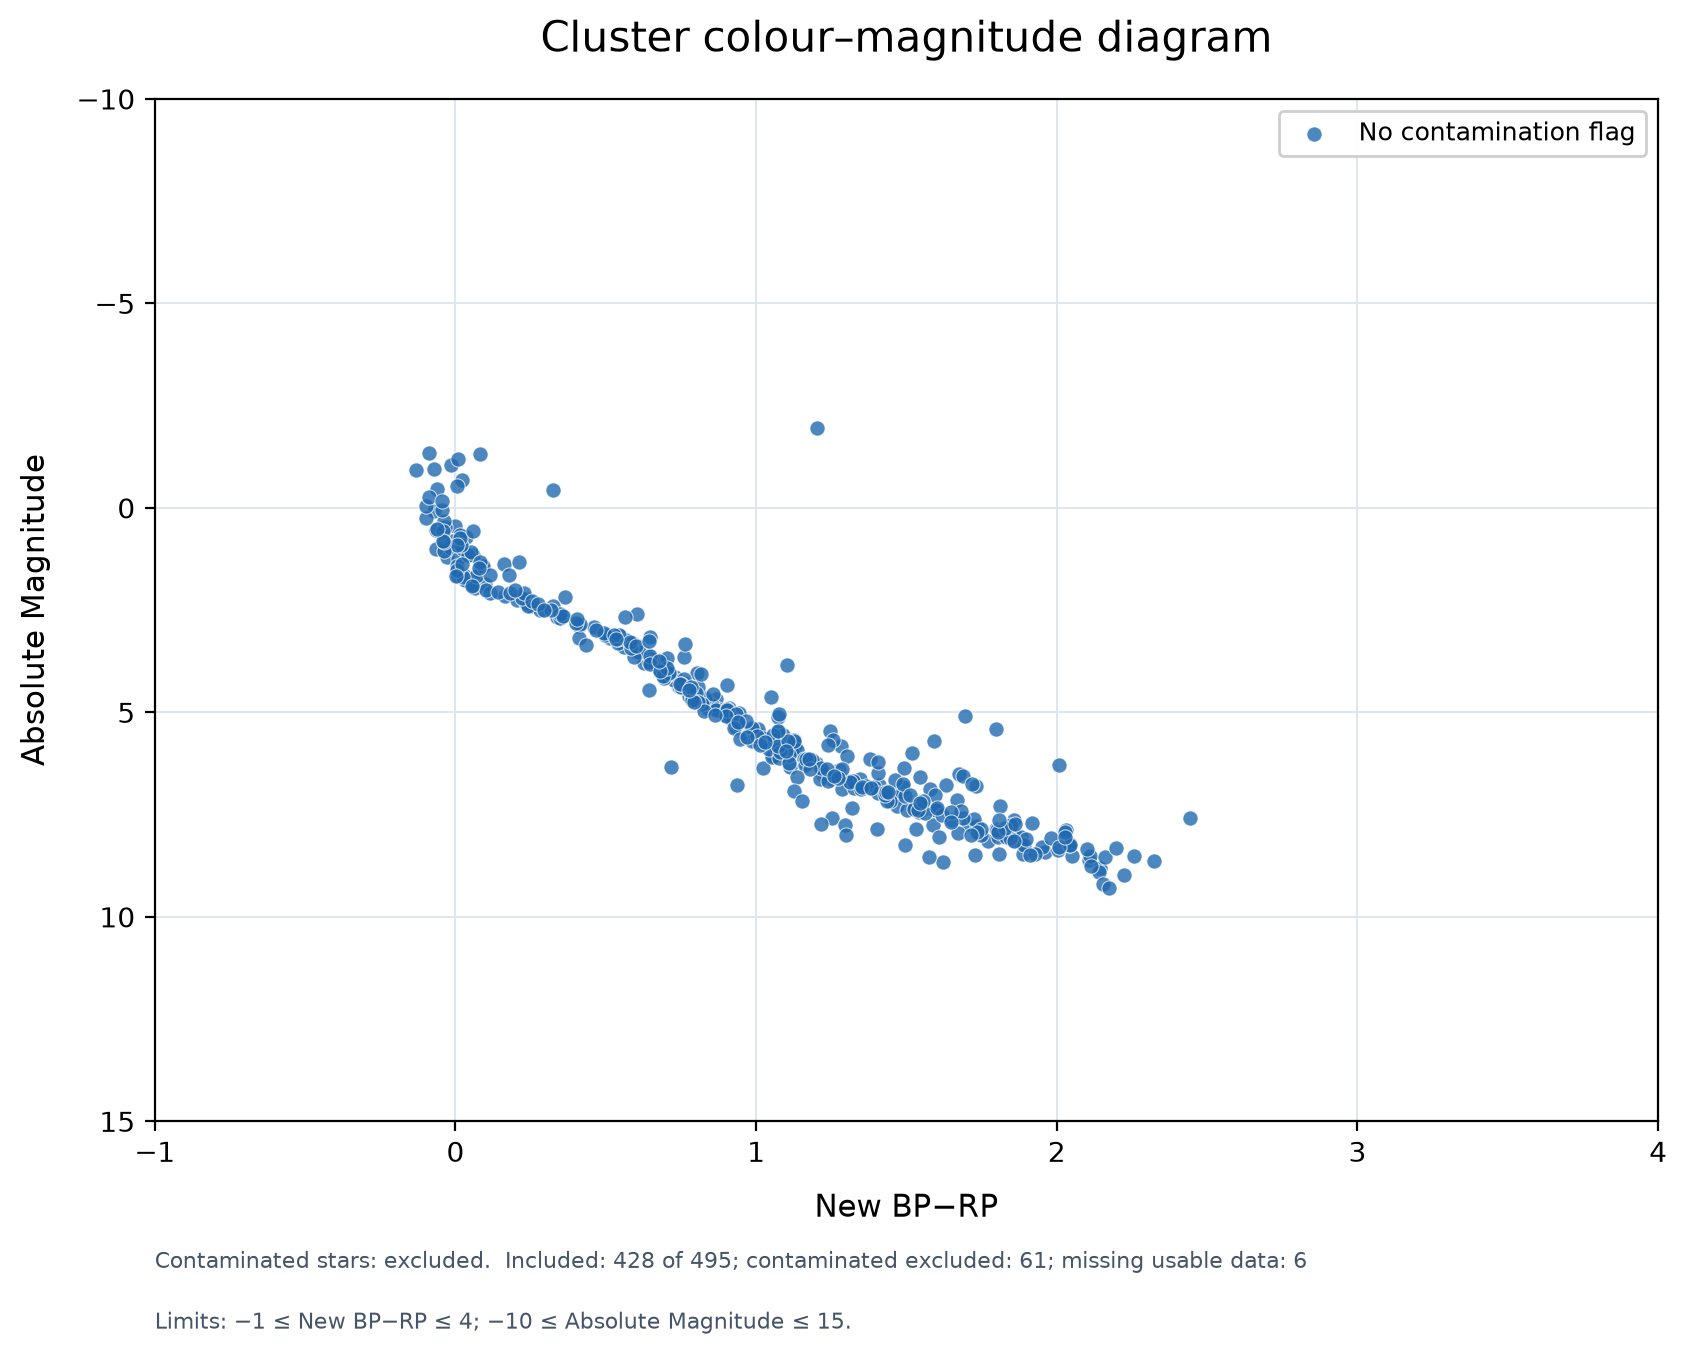 Cluster colour–magnitude diagram
−10
−5
0
5
10
15
Absolute Magnitude
No contamination flag
−1
0
1
2
3
4
New BP−RP
Contaminated stars: excluded.  Included: 428 of 495; contaminated excluded: 61; missing usable data: 6
Limits: −1 ≤ New BP−RP ≤ 4; −10 ≤ Absolute Magnitude ≤ 15.